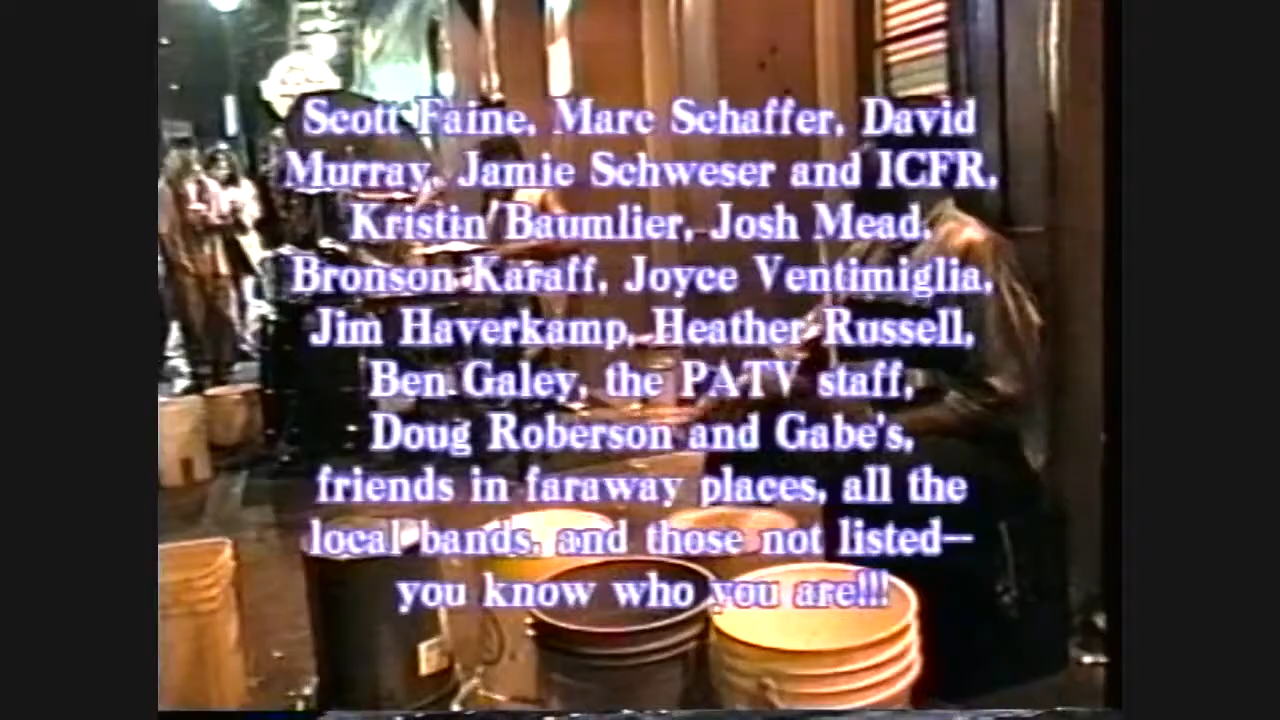 Scott Faine, Marc Schaffer, David
Murray, Jamie Schweser and ICFR,
Kristin Baumlier, Josh Mead,
Bronson Karaff, Joyce Ventimiglia,
Jim Haverkamp, Heather Russell,
Ben Galey, the PATV staff,
Doug Roberson and Gabe's,
friends in faraway places, all the
local bands, and those not listed--
you know who you are!!!